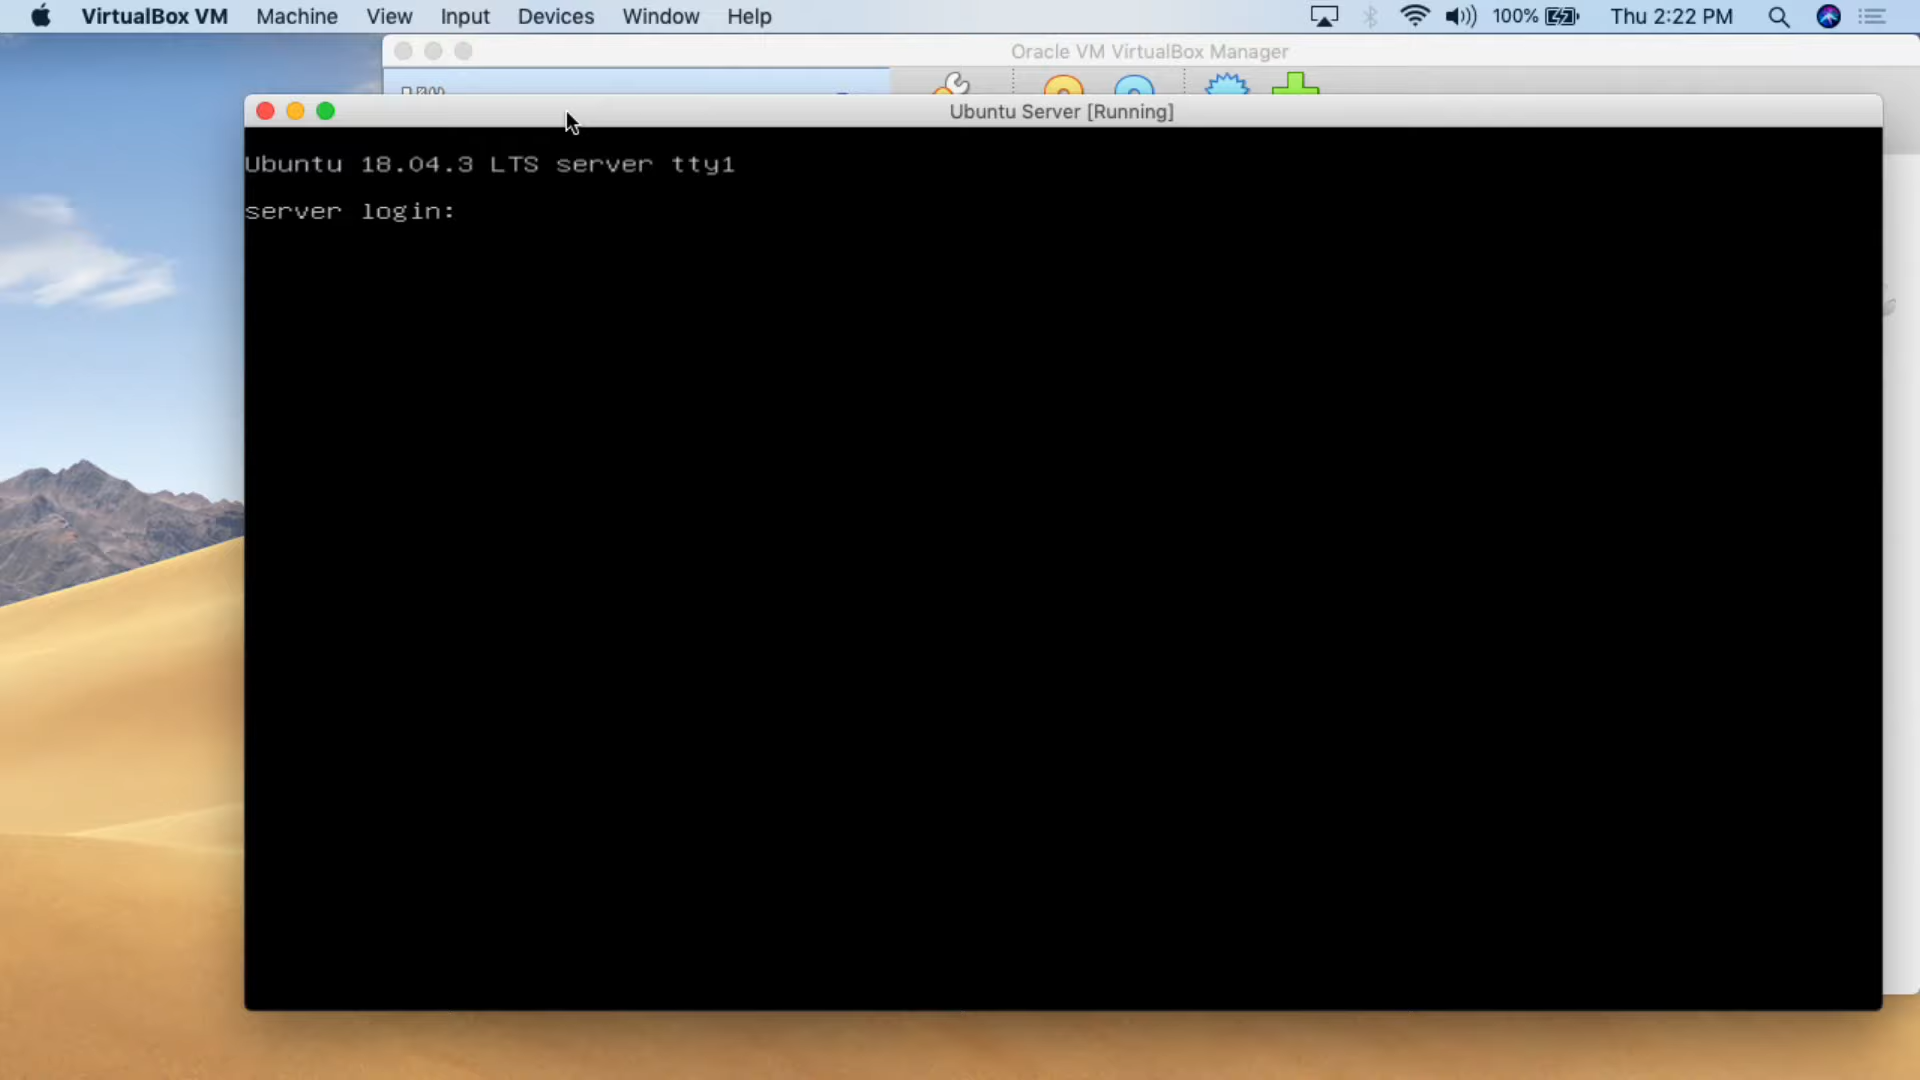 VirtualBox VM Machine View Input Devices Window Help 100% Thu 2:22 PM
Oracle VM VirtualBox Manager
Ubuntu Server [Running]
Ubuntu 18.04.3 LTS server tty1
server login: